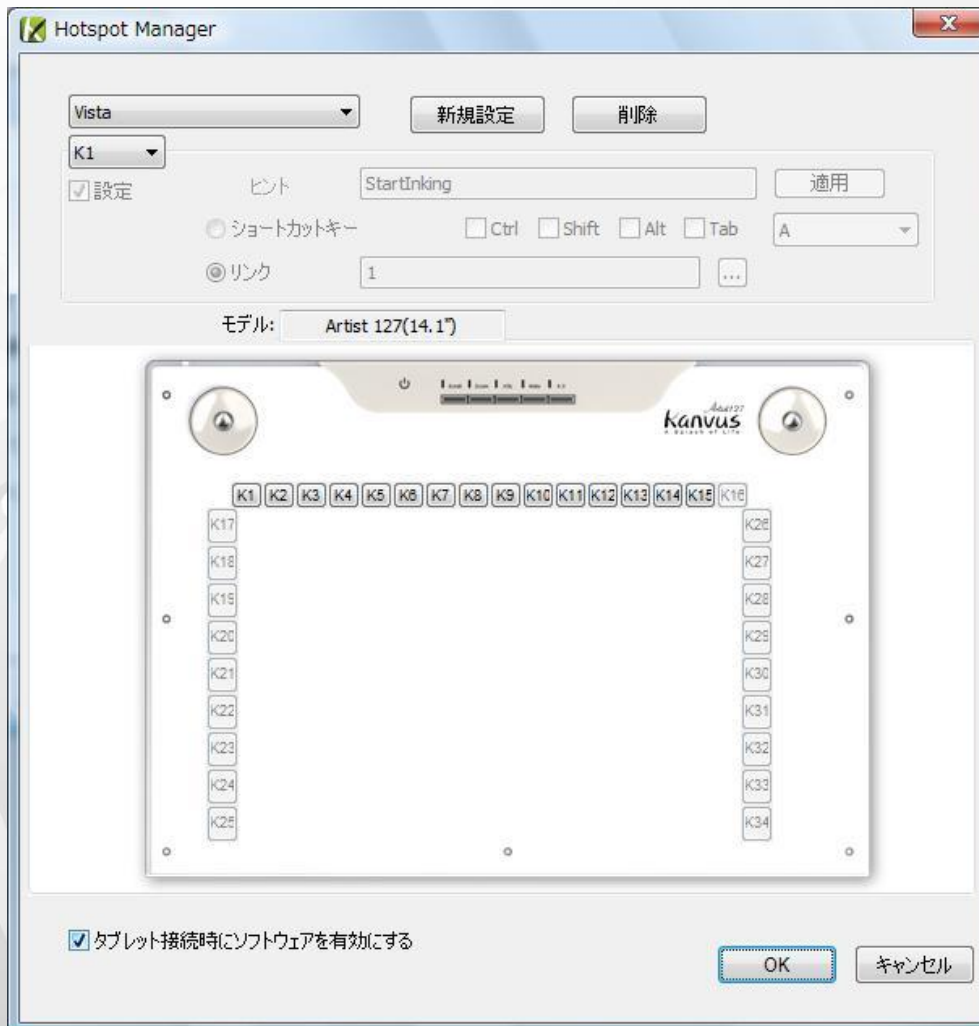 Hotspot Manager
Vista
新規設定
削除
K1
設定
ヒント
StartInking
適用
ショートカットキー
Ctrl
Shift
Alt
Tab
A
リンク
1
...
モデル:
Artist 127(14.1")
Artist127
Kanvus
A Splash of Life
K1 K2 K3 K4 K5 K6 K7 K8 K9 K10 K11 K12 K13 K14 K15 K16
K17 K26
K18 K27
K19 K28
K20 K29
K21 K30
K22 K31
K23 K32
K24 K33
K25 K34
タブレット接続時にソフトウェアを有効にする
OK
キャンセル